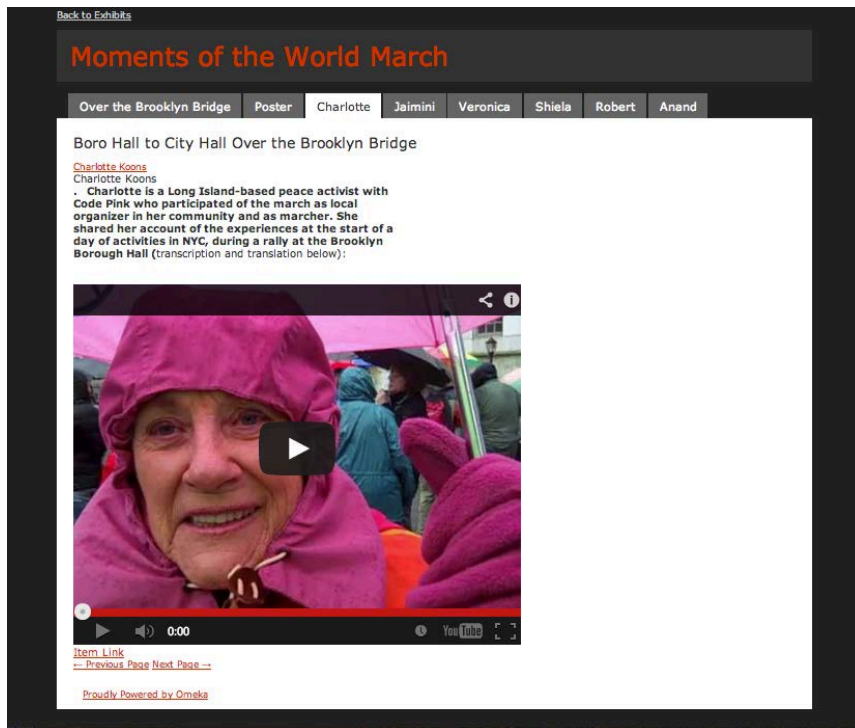 Back to Exhibits
Moments of the World March
Over the Brooklyn Bridge Poster Charlotte Jaimini Veronica Shiela Robert Anand
Boro Hall to City Hall Over the Brooklyn Bridge
Charlotte Koons
Charlotte Koons
. Charlotte is a Long Island-based peace activist with
Code Pink who participated of the march as local
organizer in her community and as marcher. She
shared her account of the experiences at the start of a
day of activities in NYC, during a rally at the Brooklyn
Borough Hall (transcription and translation below):
0:00 YouTube
Item Link
← Previous Page Next Page →
Proudly Powered by Omeka